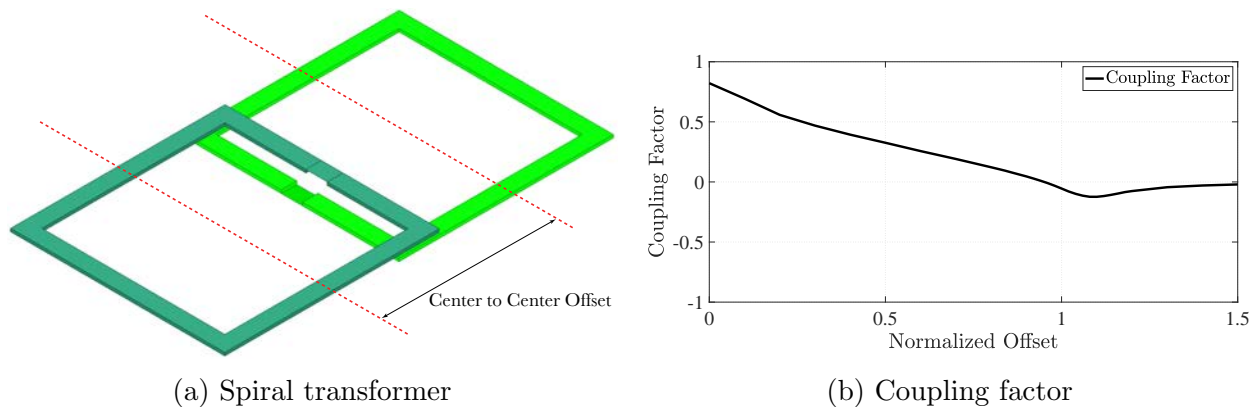 Center to Center Offset
(a) Spiral transformer
1
0.5
0
-0.5
-1
Coupling Factor
Coupling Factor
0
0.5
1
1.5
Normalized Offset
(b) Coupling factor